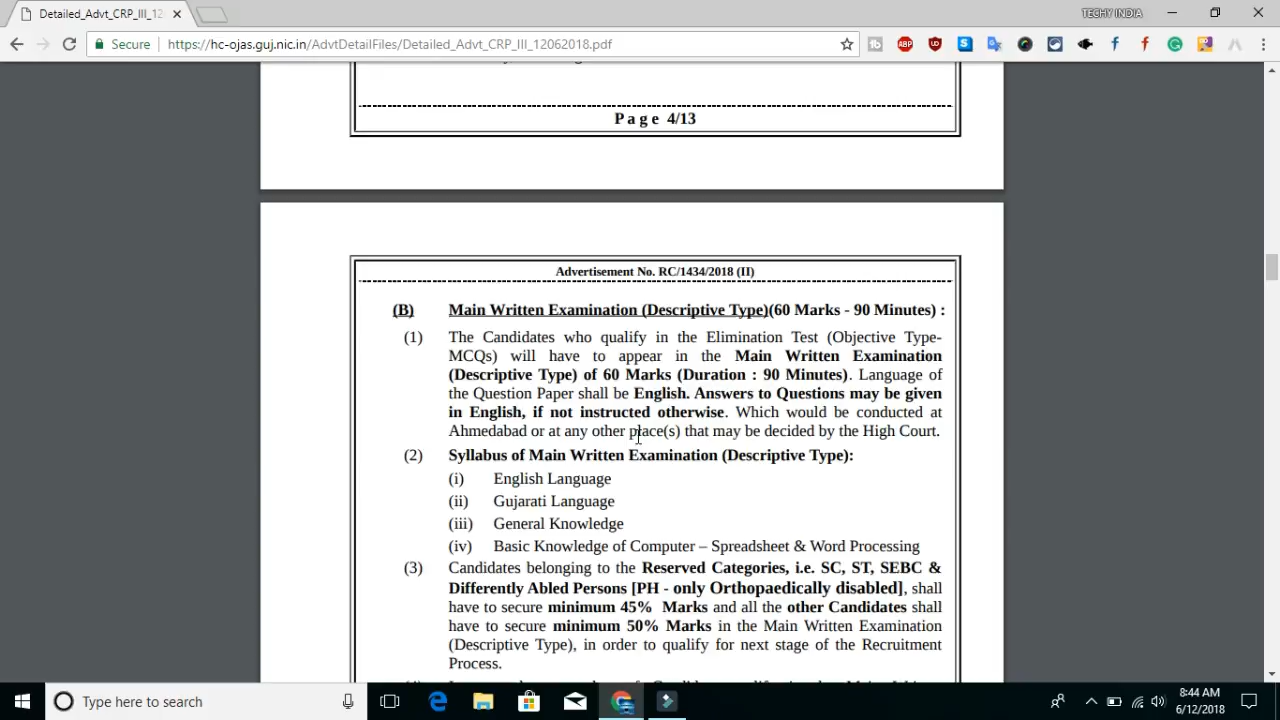 Detailed_Advt_CRP_III_12
TECHY INDIA
Secure
https://hc-ojas.guj.nic.in/AdvtDetailFiles/Detailed_Advt_CRP_III_12062018.pdf
Page 4/13
Advertisement No. RC/1434/2018 (II)
(B) Main Written Examination (Descriptive Type)(60 Marks - 90 Minutes) :
(1) The Candidates who qualify in the Elimination Test (Objective Type-
MCQs) will have to appear in the Main Written Examination
(Descriptive Type) of 60 Marks (Duration : 90 Minutes). Language of
the Question Paper shall be English. Answers to Questions may be given
in English, if not instructed otherwise. Which would be conducted at
Ahmedabad or at any other place(s) that may be decided by the High Court.
(2) Syllabus of Main Written Examination (Descriptive Type):
(i) English Language
(ii) Gujarati Language
(iii) General Knowledge
(iv) Basic Knowledge of Computer – Spreadsheet & Word Processing
(3) Candidates belonging to the Reserved Categories, i.e. SC, ST, SEBC &
Differently Abled Persons [PH - only Orthopaedically disabled], shall
have to secure minimum 45% Marks and all the other Candidates shall
have to secure minimum 50% Marks in the Main Written Examination
(Descriptive Type), in order to qualify for next stage of the Recruitment
Process.
Type here to search
8:44 AM
6/12/2018